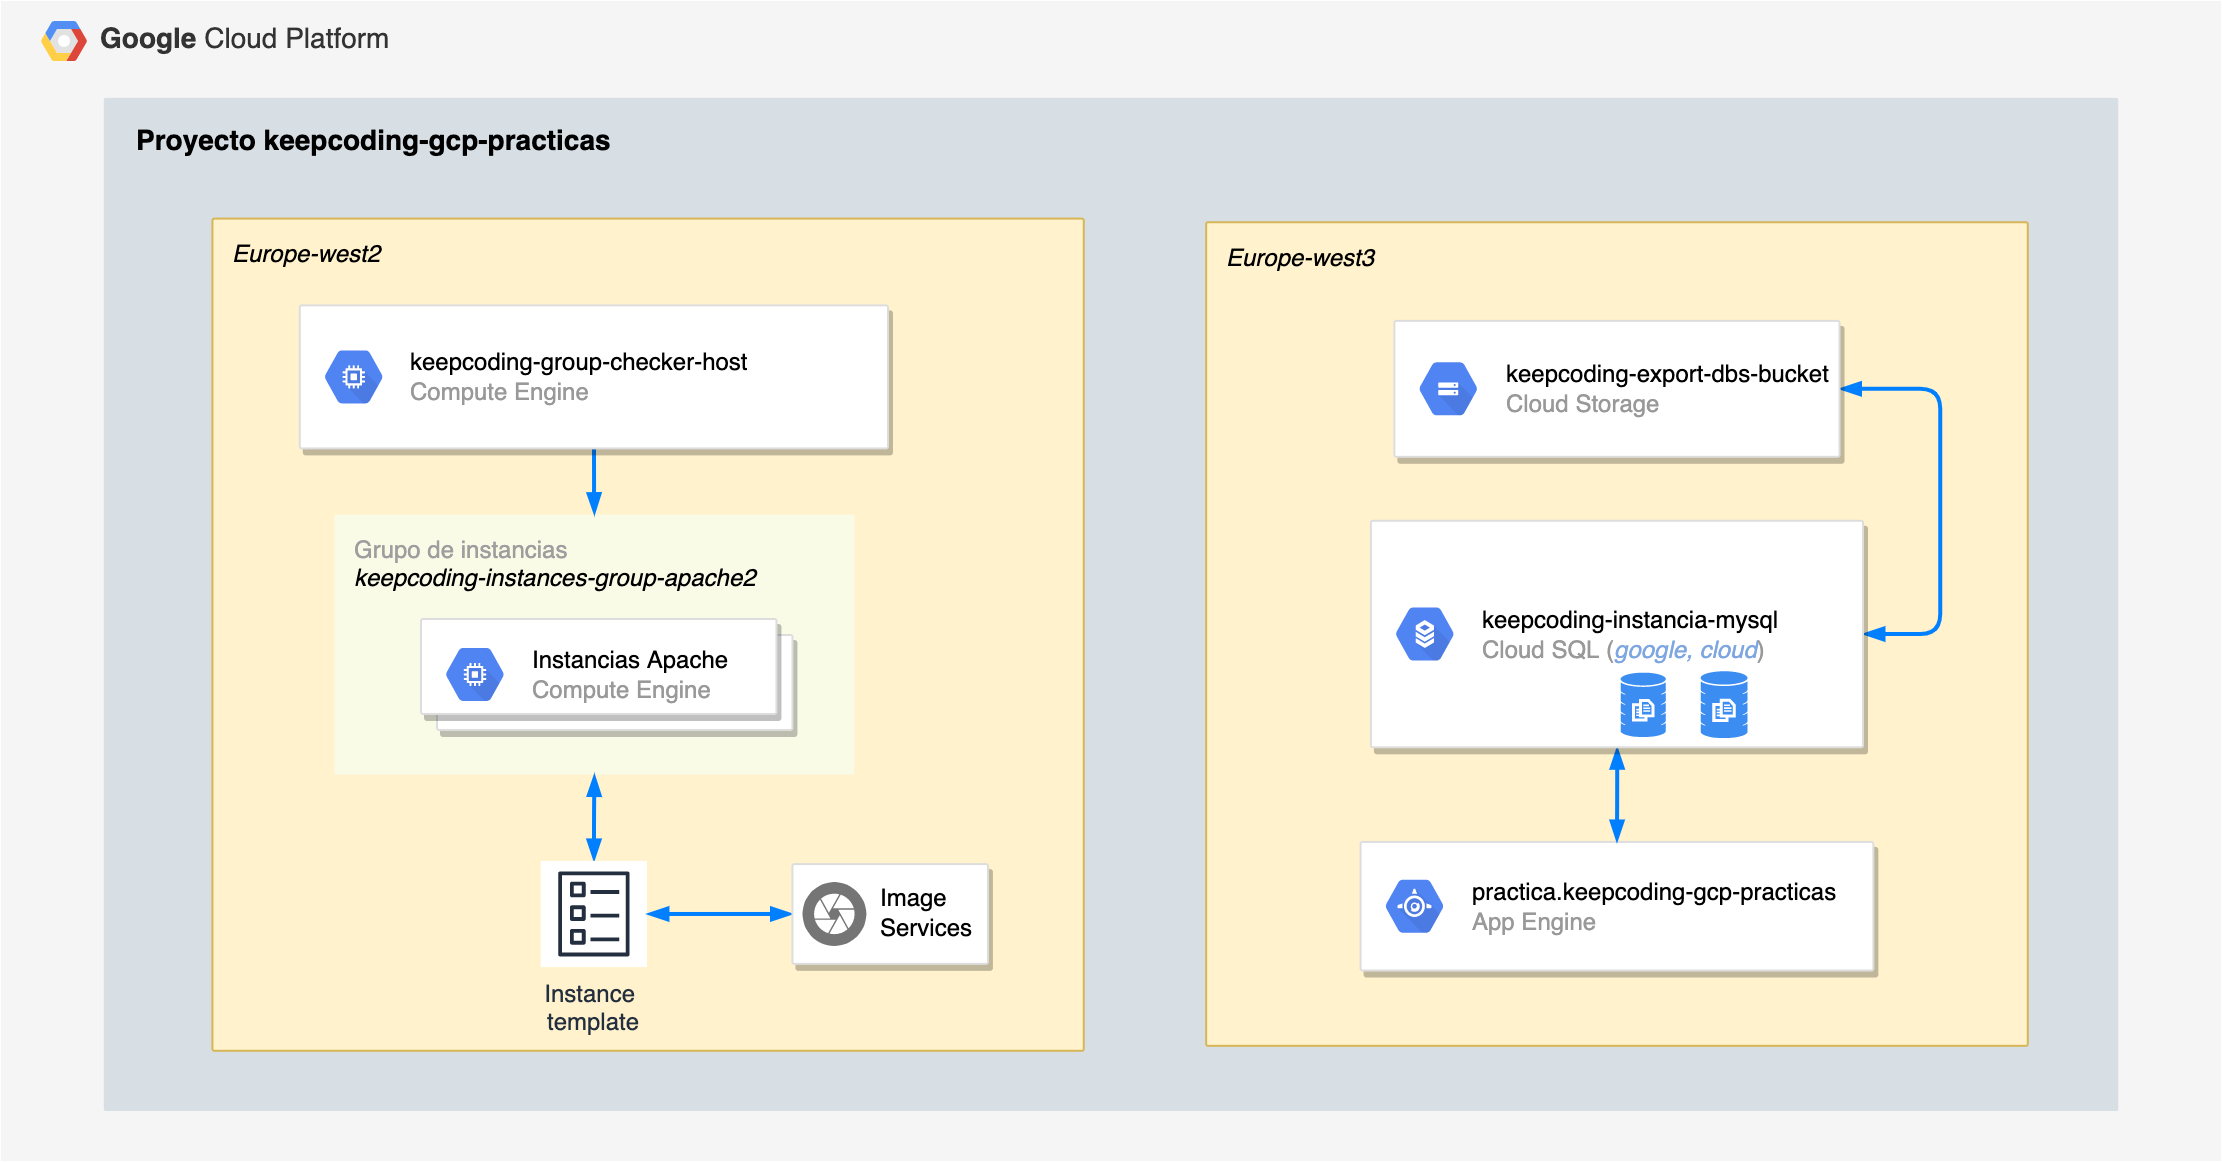 Google Cloud Platform
Proyecto keepcoding-gcp-practicas
Europe-west2
keepcoding-group-checker-host
Compute Engine
Grupo de instancias
keepcoding-instances-group-apache2
Instancias Apache
Compute Engine
Instance
template
Image
Services
Europe-west3
keepcoding-export-dbs-bucket
Cloud Storage
keepcoding-instancia-mysql
Cloud SQL (google, cloud)
practica.keepcoding-gcp-practicas
App Engine